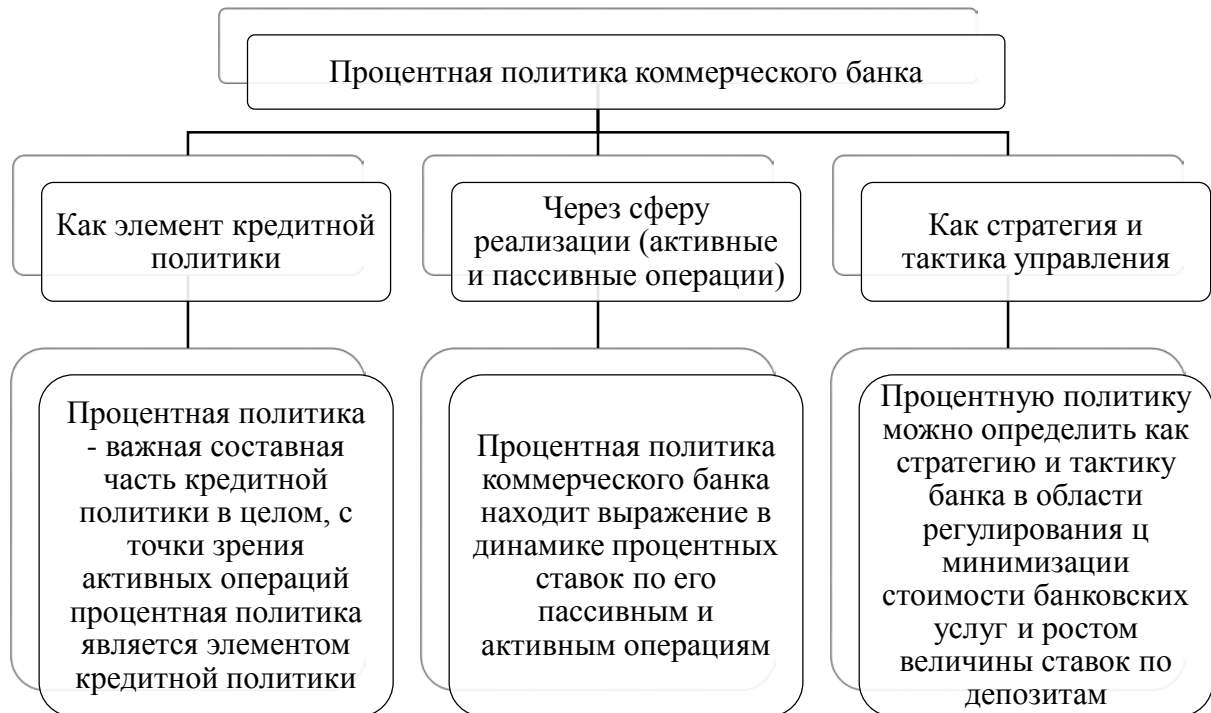 Процентная политика коммерческого банка
Как элемент кредитной
политики
Через сферу
реализации (активные
и пассивные операции)
Как стратегия и
тактика управления
Процентная политика
- важная составная
часть кредитной
политики в целом, с
точки зрения
активных операций
процентная политика
является элементом
кредитной политики
Процентная политика
коммерческого банка
находит выражение в
динамике процентных
ставок по его
пассивным и
активным операциям
Процентную политику
можно определить как
стратегию и тактику
банка в области
регулирования ц
минимизации
стоимости банковских
услуг и ростом
величины ставок по
депозитам